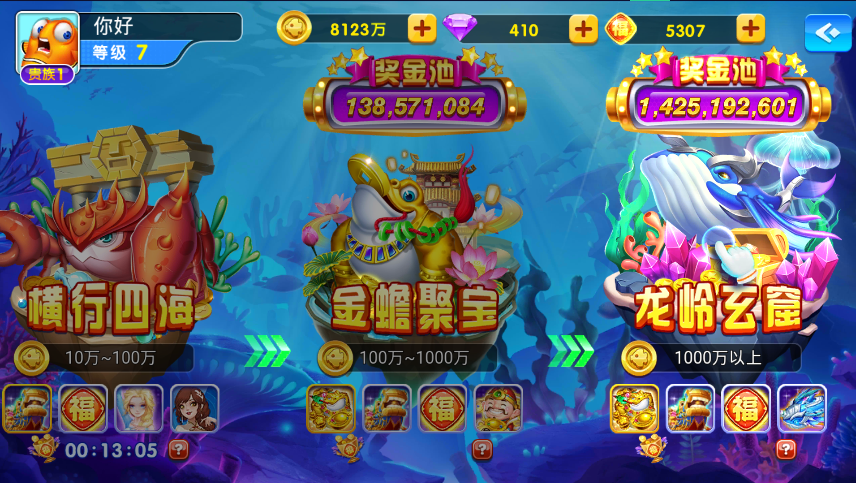 你好
等级 7
贵族1
8123万
410
福
5307
奖金池
138,571,084
奖金池
1,425,192,601
横行四海
金蟾聚宝
龙岭玄窟
10万~100万
100万~1000万
1000万以上
福
福
福
00:13:05
?
?
?